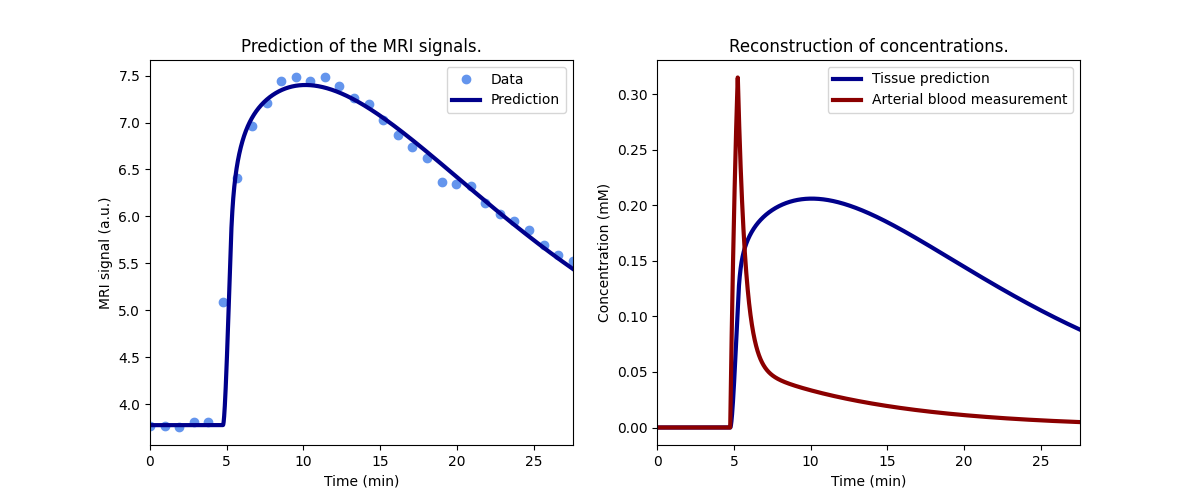 Prediction of the MRI signals.
Data
Prediction
MRI signal (a.u.)
7.5
7.0
6.5
6.0
5.5
5.0
4.5
4.0
0 5 10 15 20 25
Time (min)
Reconstruction of concentrations.
Tissue prediction
Arterial blood measurement
Concentration (mM)
0.30
0.25
0.20
0.15
0.10
0.05
0.00
0 5 10 15 20 25
Time (min)